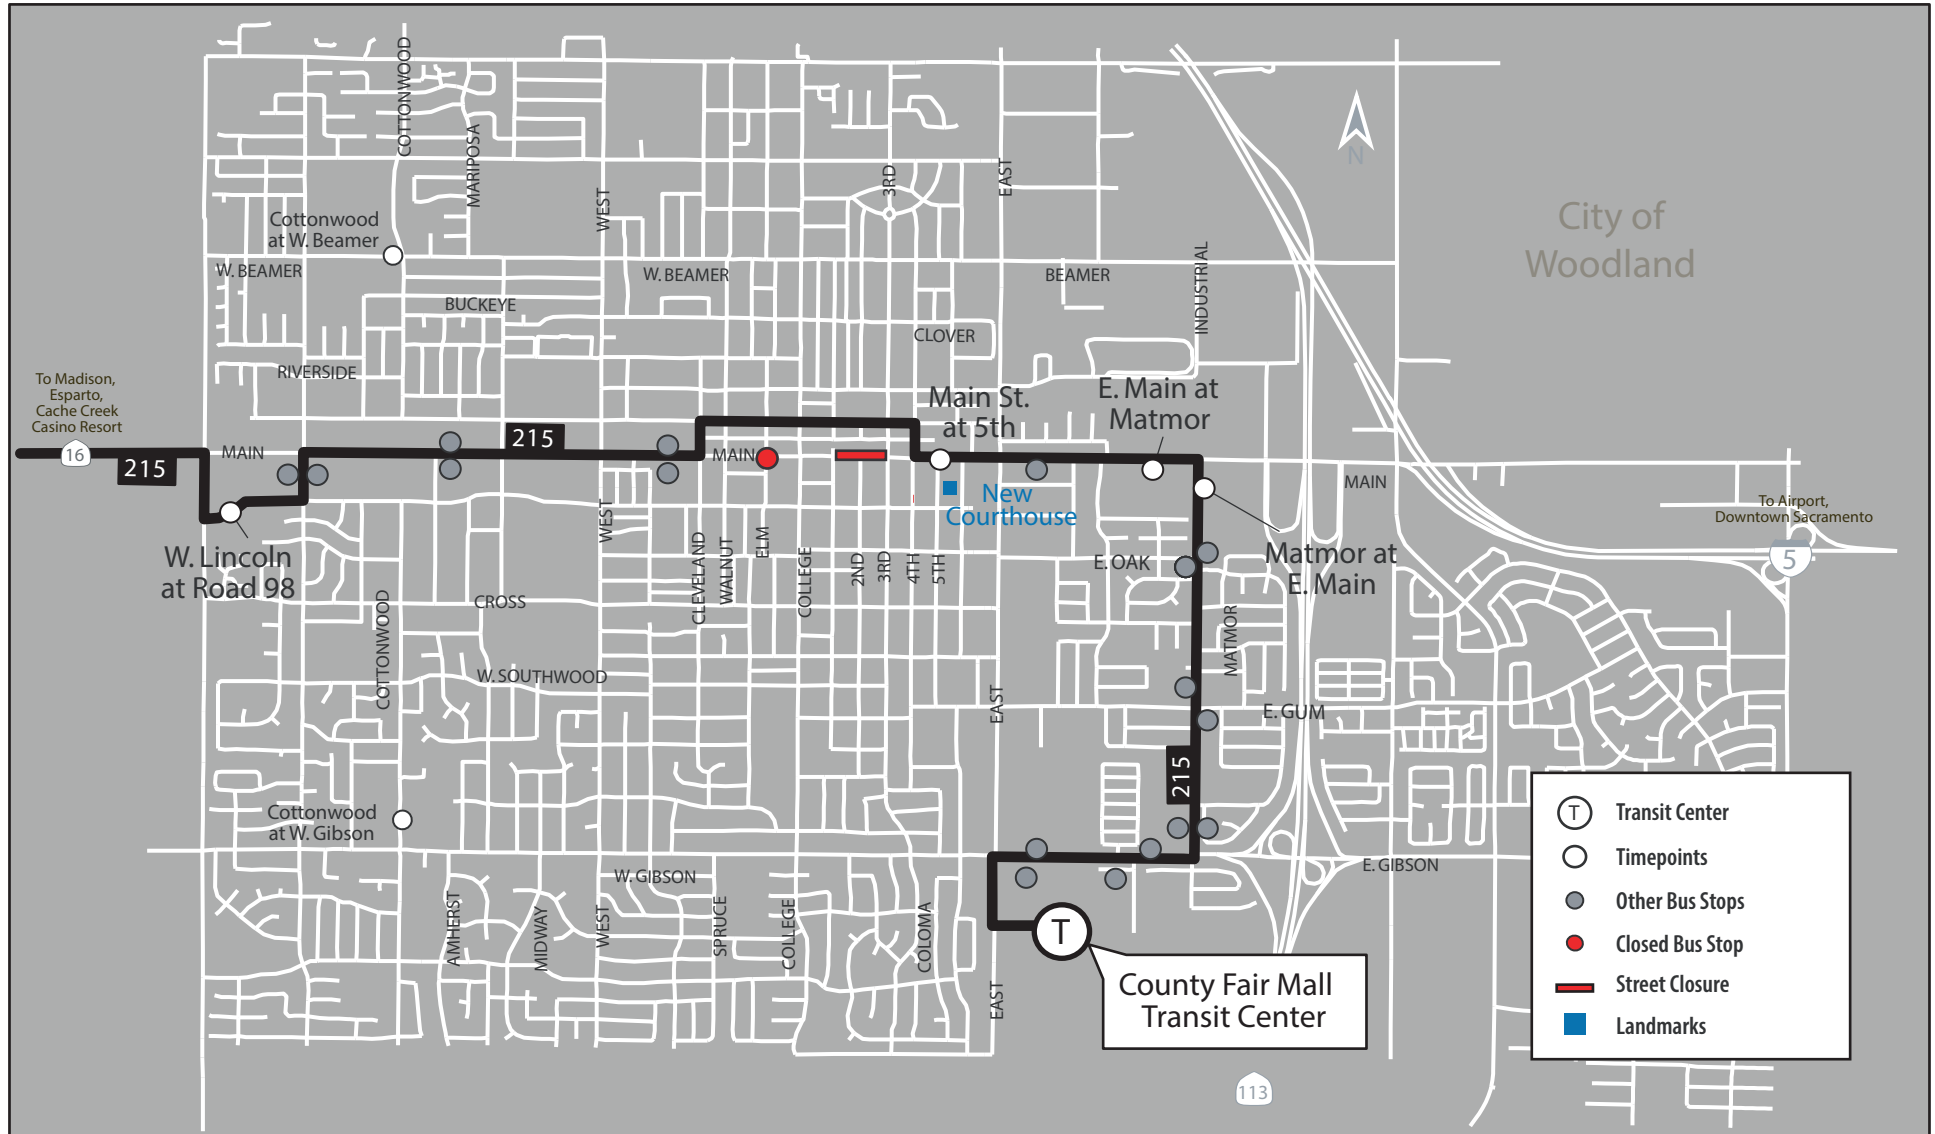 COTTONWOOD
MARIPOSA
WEST
3RD
EAST
N
City of
Woodland
Cottonwood
at W. Beamer
W. BEAMER
W. BEAMER
BEAMER
INDUSTRIAL
BUCKEYE
CLOVER
RIVERSIDE
To Madison,
Esparto,
Cache Creek
Casino Resort
16
215
MAIN
215
MAIN
Main St.
at 5th
E. Main at
Matmor
MAIN
New
Courthouse
To Airport,
Downtown Sacramento
5
W. Lincoln
at Road 98
WEST
CLEVELAND
WALNUT
ELM
COLLEGE
2ND
3RD
4TH
5TH
E. OAK
Matmor at
E. Main
CROSS
COTTONWOOD
W. SOUTHWOOD
MATMOR
EAST
E. GUM
215
Cottonwood
at W. Gibson
W. GIBSON
E. GIBSON
AMHERST
MIDWAY
WEST
SPRUCE
COLLEGE
COLOMA
EAST
T
County Fair Mall
Transit Center
113
T
Transit Center
Timepoints
Other Bus Stops
Closed Bus Stop
Street Closure
Landmarks